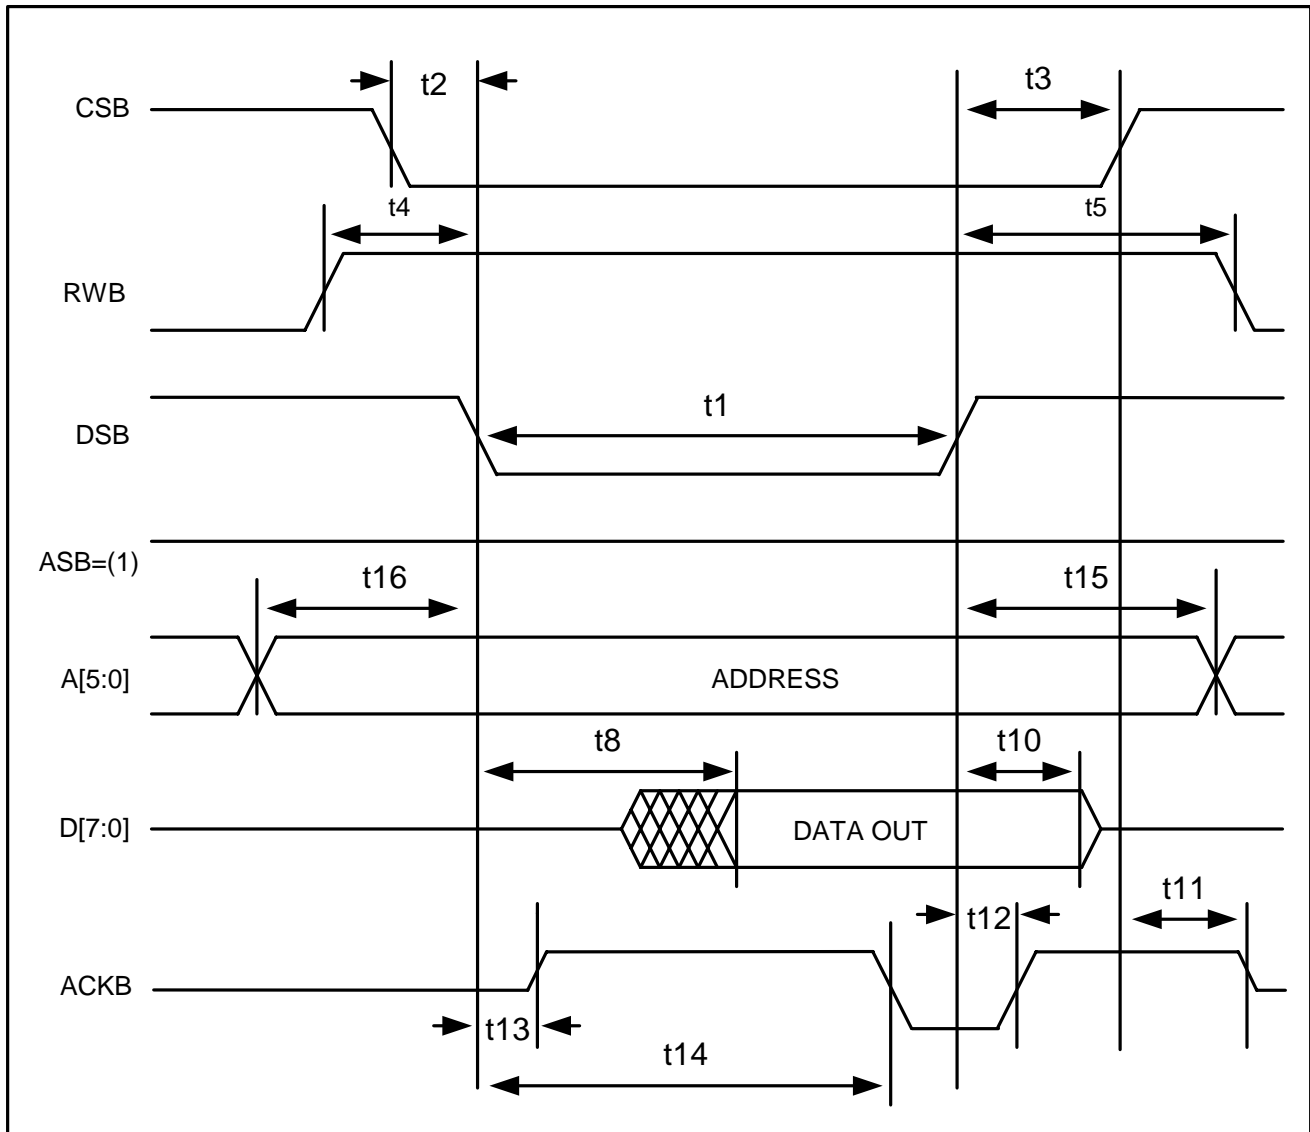 t2
t3
CSB
t4
t5
RWB
t1
DSB
ASB=(1)
t16
t15
A[5:0]
ADDRESS
t8
t10
D[7:0]
DATA OUT
t11
t12
ACKB
t13
t14